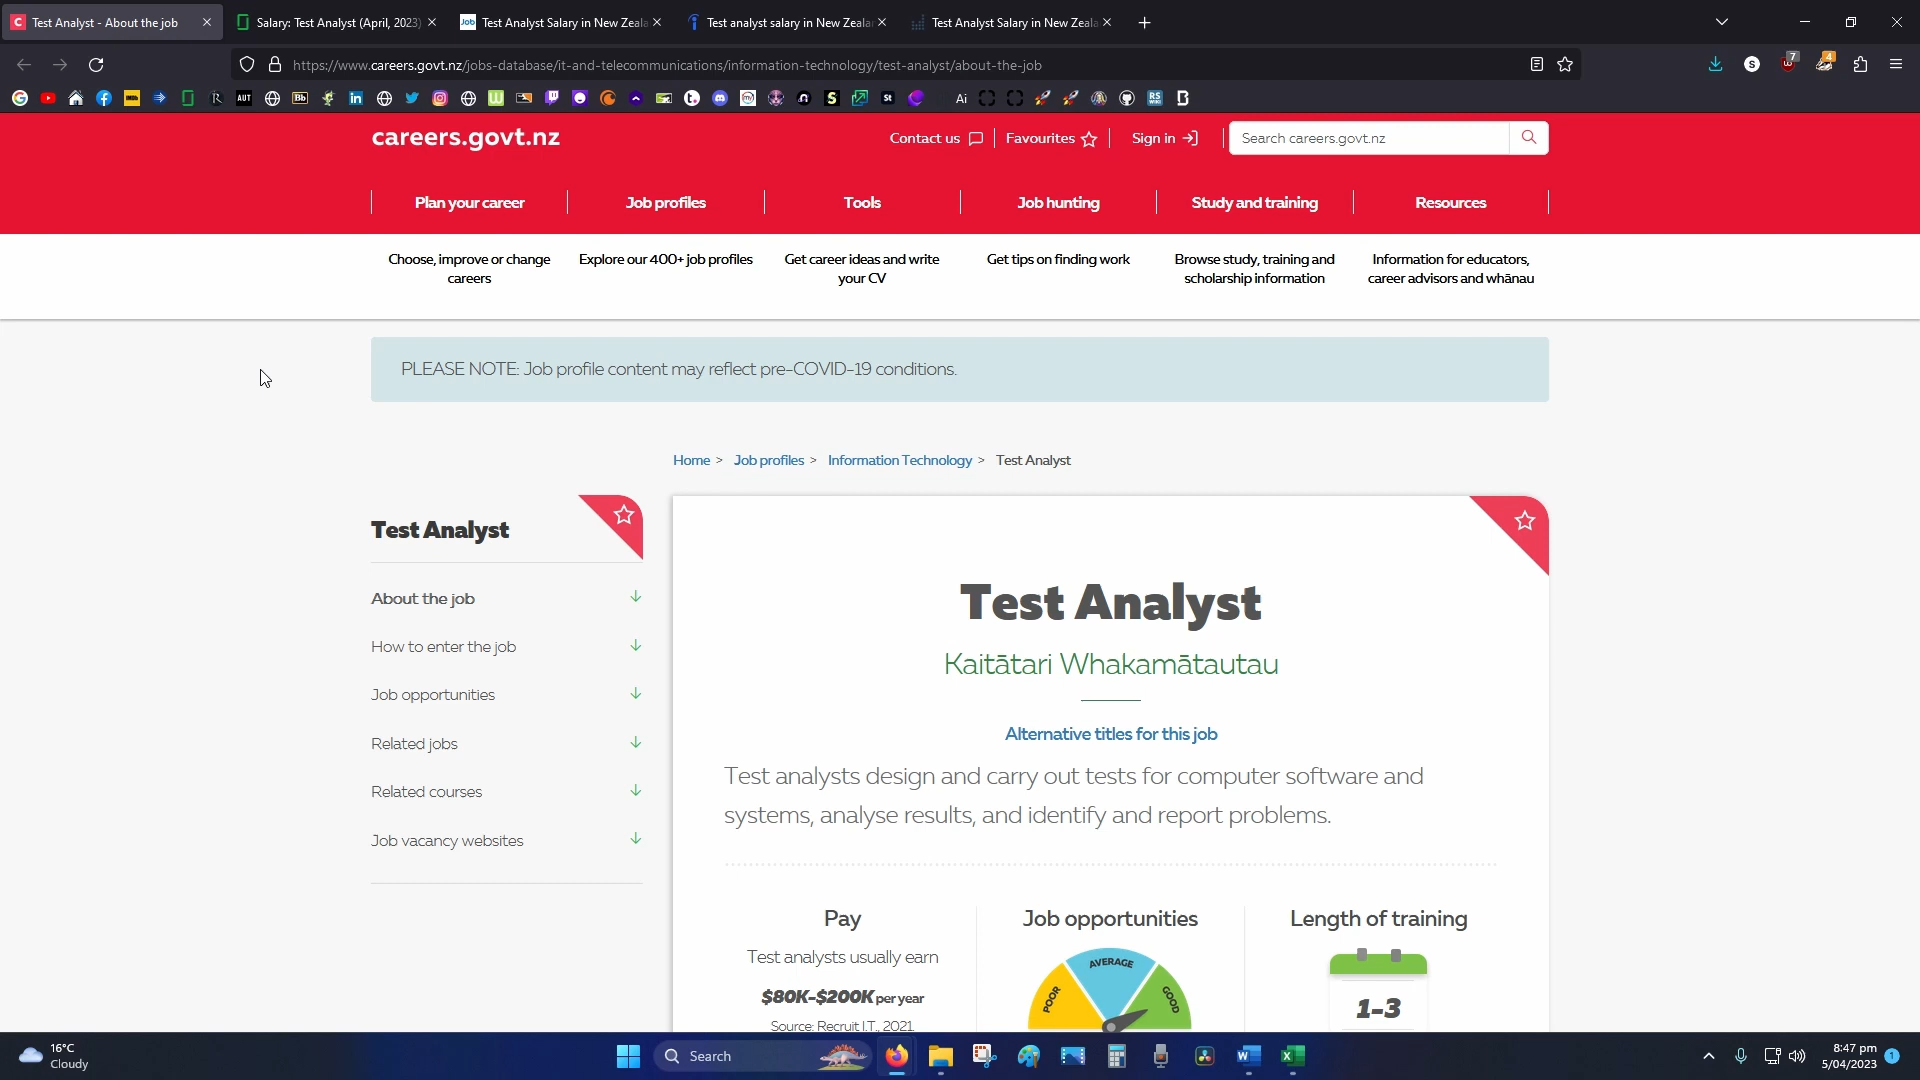 Test Analyst - About the job
Salary: Test Analyst (April, 2023)
Test Analyst Salary in New Zeala
Test analyst salary in New Zealan
Test Analyst Salary in New Zeala
https://www.careers.govt.nz/jobs-database/it-and-telecommunications/information-technology/test-analyst/about-the-job
careers.govt.nz
Contact us
Favourites
Sign in
Search careers.govt.nz
Plan your career
Job profiles
Tools
Job hunting
Study and training
Resources
Choose, improve or change
careers
Explore our 400+ job profiles
Get career ideas and write
your CV
Get tips on finding work
Browse study, training and
scholarship information
Information for educators,
career advisors and whānau
PLEASE NOTE: Job profile content may reflect pre-COVID-19 conditions.
Home > Job profiles > Information Technology > Test Analyst
Test Analyst
About the job
How to enter the job
Job opportunities
Related jobs
Related courses
Job vacancy websites
Test Analyst
Kaitātari Whakamātautau
Alternative titles for this job
Test analysts design and carry out tests for computer software and
systems, analyse results, and identify and report problems.
Pay
Test analysts usually earn
$80K-$200K per year
Source: Recruit I.T., 2021.
Job opportunities
POOR
AVERAGE
GOOD
Length of training
1-3
16°C
Cloudy
Search
8:47 pm
5/04/2023
1